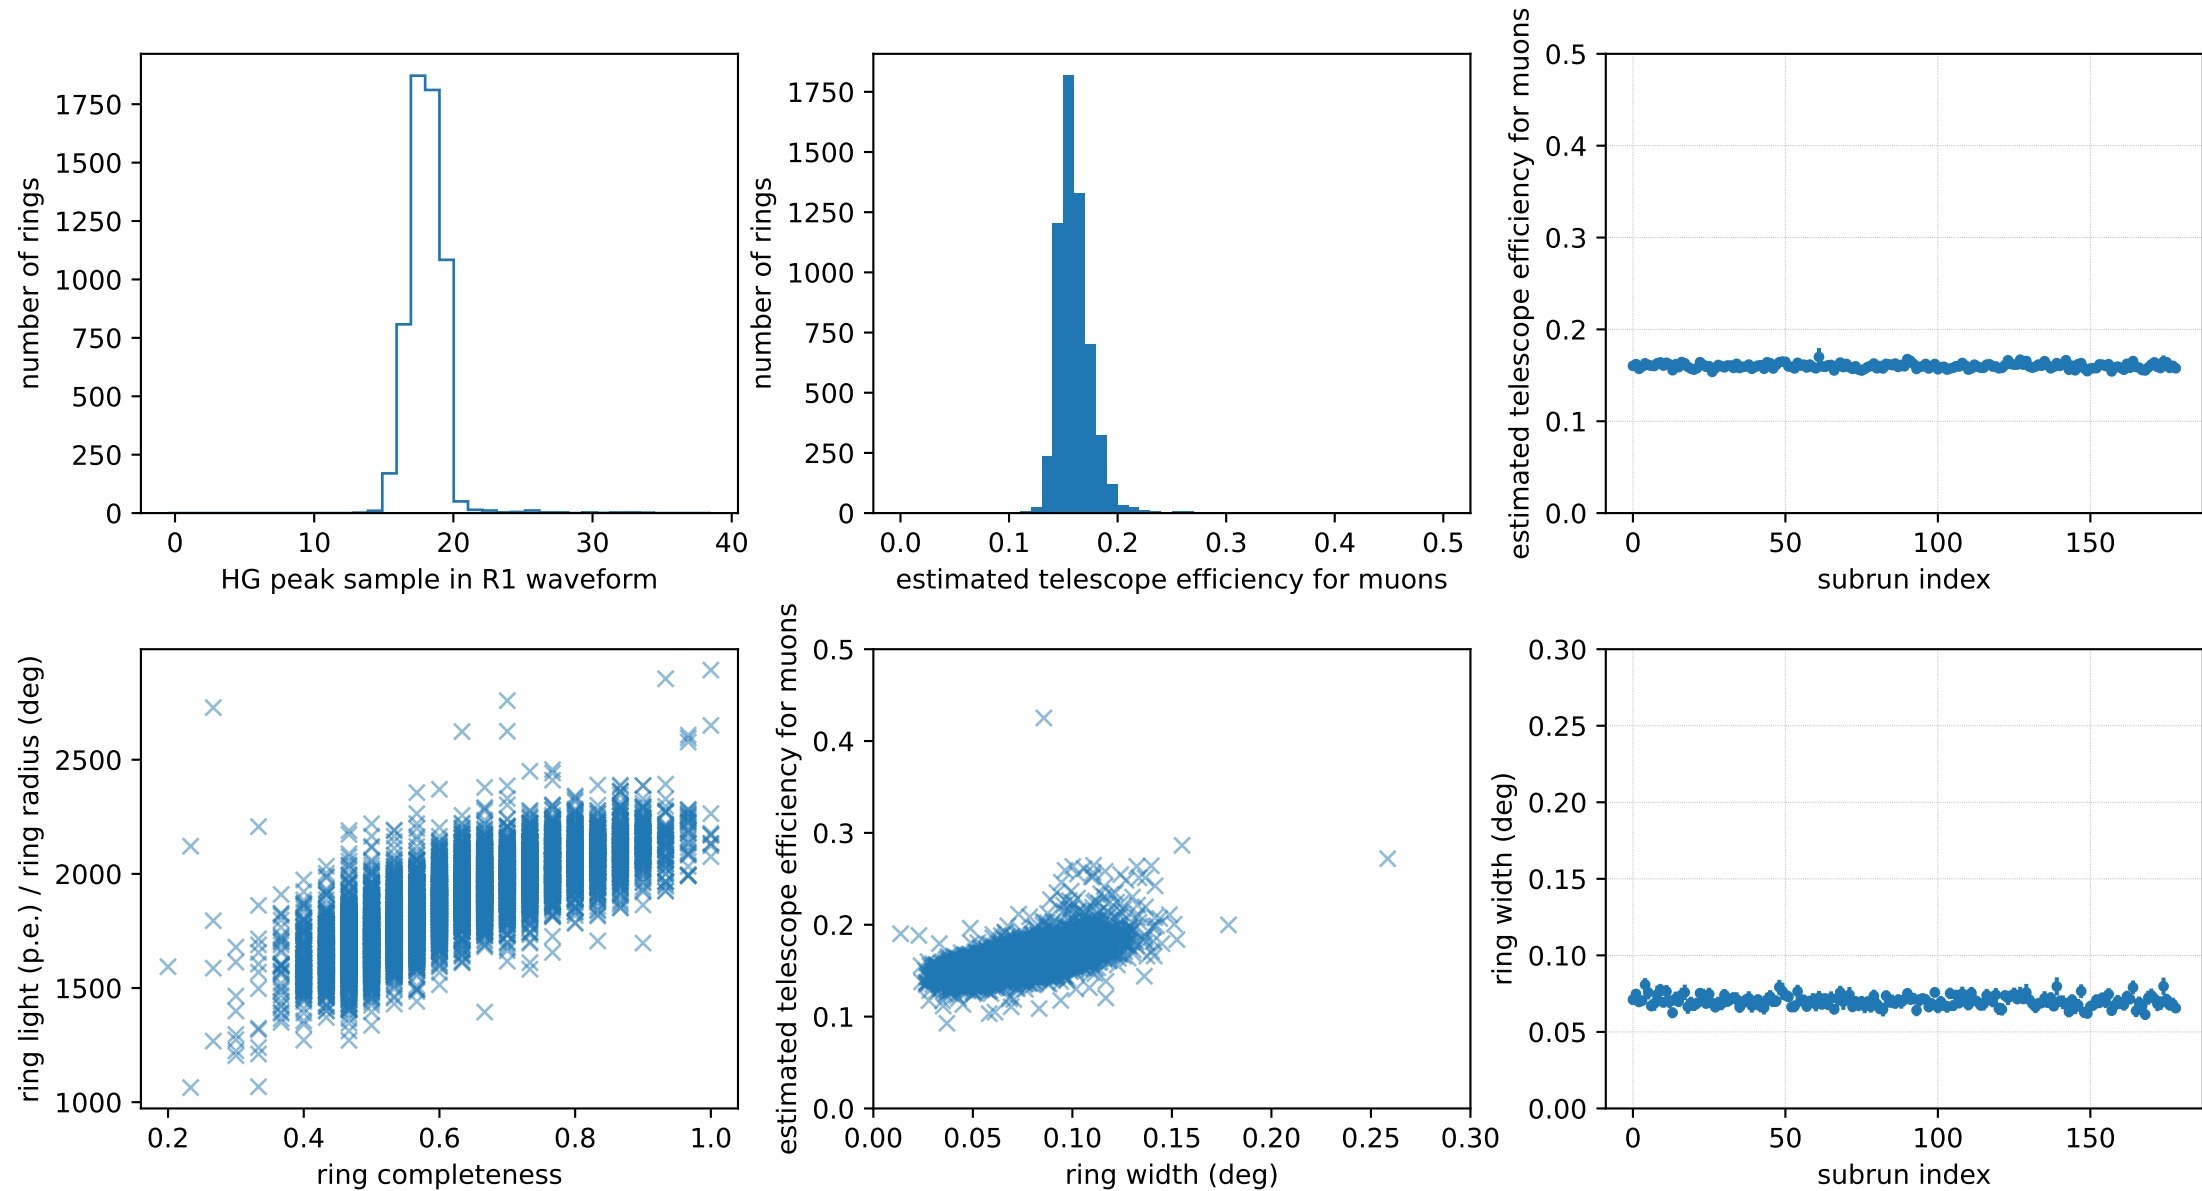 number of rings
1750
1500
1250
1000
750
500
250
0
0 10 20 30 40
HG peak sample in R1 waveform
number of rings
1750
1500
1250
1000
750
500
250
0
0.0 0.1 0.2 0.3 0.4 0.5
estimated telescope efficiency for muons
estimated telescope efficiency for muons
0.5
0.4
0.3
0.2
0.1
0.0
0 50 100 150
subrun index
ring light (p.e.) / ring radius (deg)
2500
2000
1500
1000
0.2 0.4 0.6 0.8 1.0
ring completeness
estimated telescope efficiency for muons
0.5
0.4
0.3
0.2
0.1
0.0
0.00 0.05 0.10 0.15 0.20 0.25 0.30
ring width (deg)
ring width (deg)
0.30
0.25
0.20
0.15
0.10
0.05
0.00
0 50 100 150
subrun index